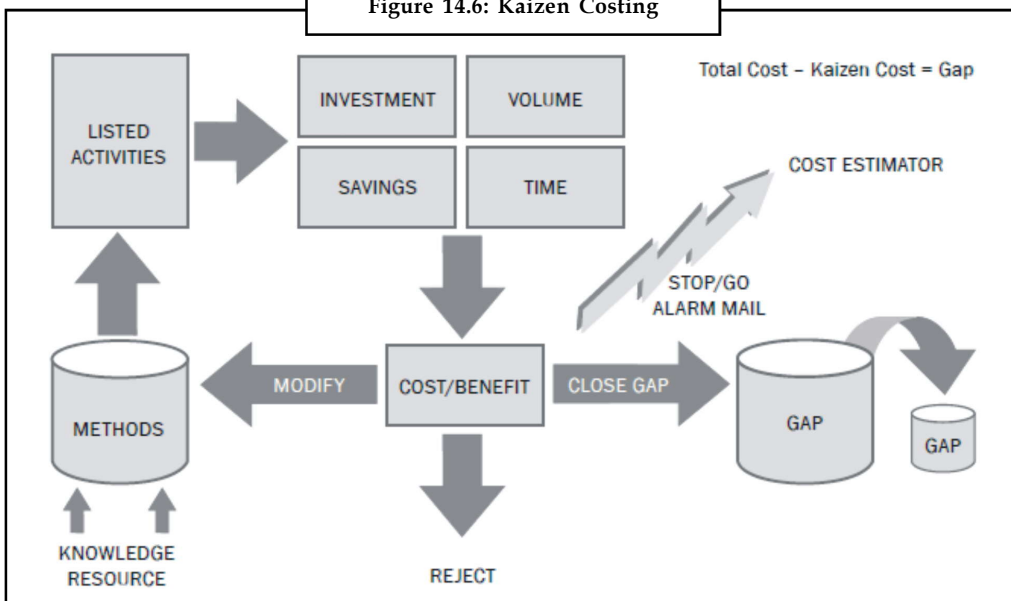 Figure 14.6: Kaizen Costing
Total Cost – Kaizen Cost = Gap
LISTED
ACTIVITIES
INVESTMENT
VOLUME
SAVINGS
TIME
COST ESTIMATOR
STOP/GO
ALARM MAIL
METHODS
MODIFY
COST/BENEFIT
CLOSE GAP
GAP
GAP
KNOWLEDGE
RESOURCE
REJECT